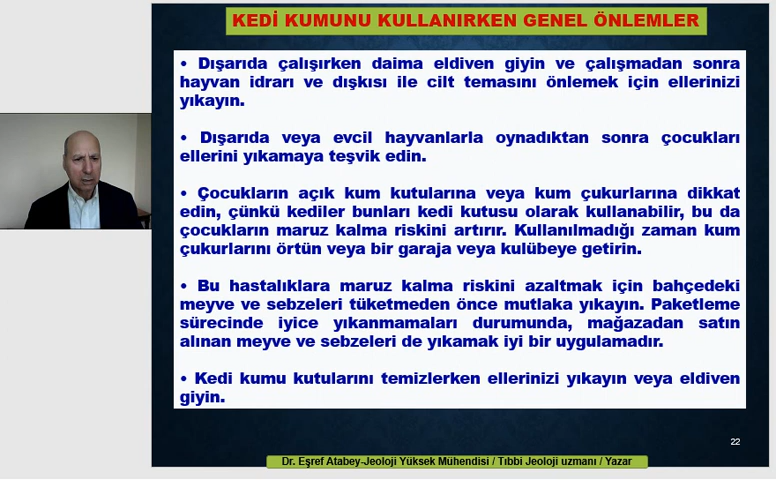 KEDİ KUMUNU KULLANIRKEN GENEL ÖNLEMLER
• Dışarıda çalışırken daima eldiven giyin ve çalışmadan sonra
hayvan idrarı ve dışkısı ile cilt temasını önlemek için ellerinizi
yıkayın.
• Dışarıda veya evcil hayvanlarla oynadıktan sonra çocukları
ellerini yıkamaya teşvik edin.
• Çocukların açık kum kutularına veya kum çukurlarına dikkat
edin, çünkü kediler bunları kedi kutusu olarak kullanabilir, bu da
çocukların maruz kalma riskini artırır. Kullanılmadığı zaman kum
çukurlarını örtün veya bir garaja veya kulübeye getirin.
• Bu hastalıklara maruz kalma riskini azaltmak için bahçedeki
meyve ve sebzeleri tüketmeden önce mutlaka yıkayın. Paketleme
sürecinde iyice yıkanmamaları durumunda, mağazadan satın
alınan meyve ve sebzeleri de yıkamak iyi bir uygulamadır.
• Kedi kumu kutularını temizlerken ellerinizi yıkayın veya eldiven
giyin.
22
Dr. Eşref Atabey-Jeoloji Yüksek Mühendisi / Tıbbi Jeoloji uzmanı / Yazar